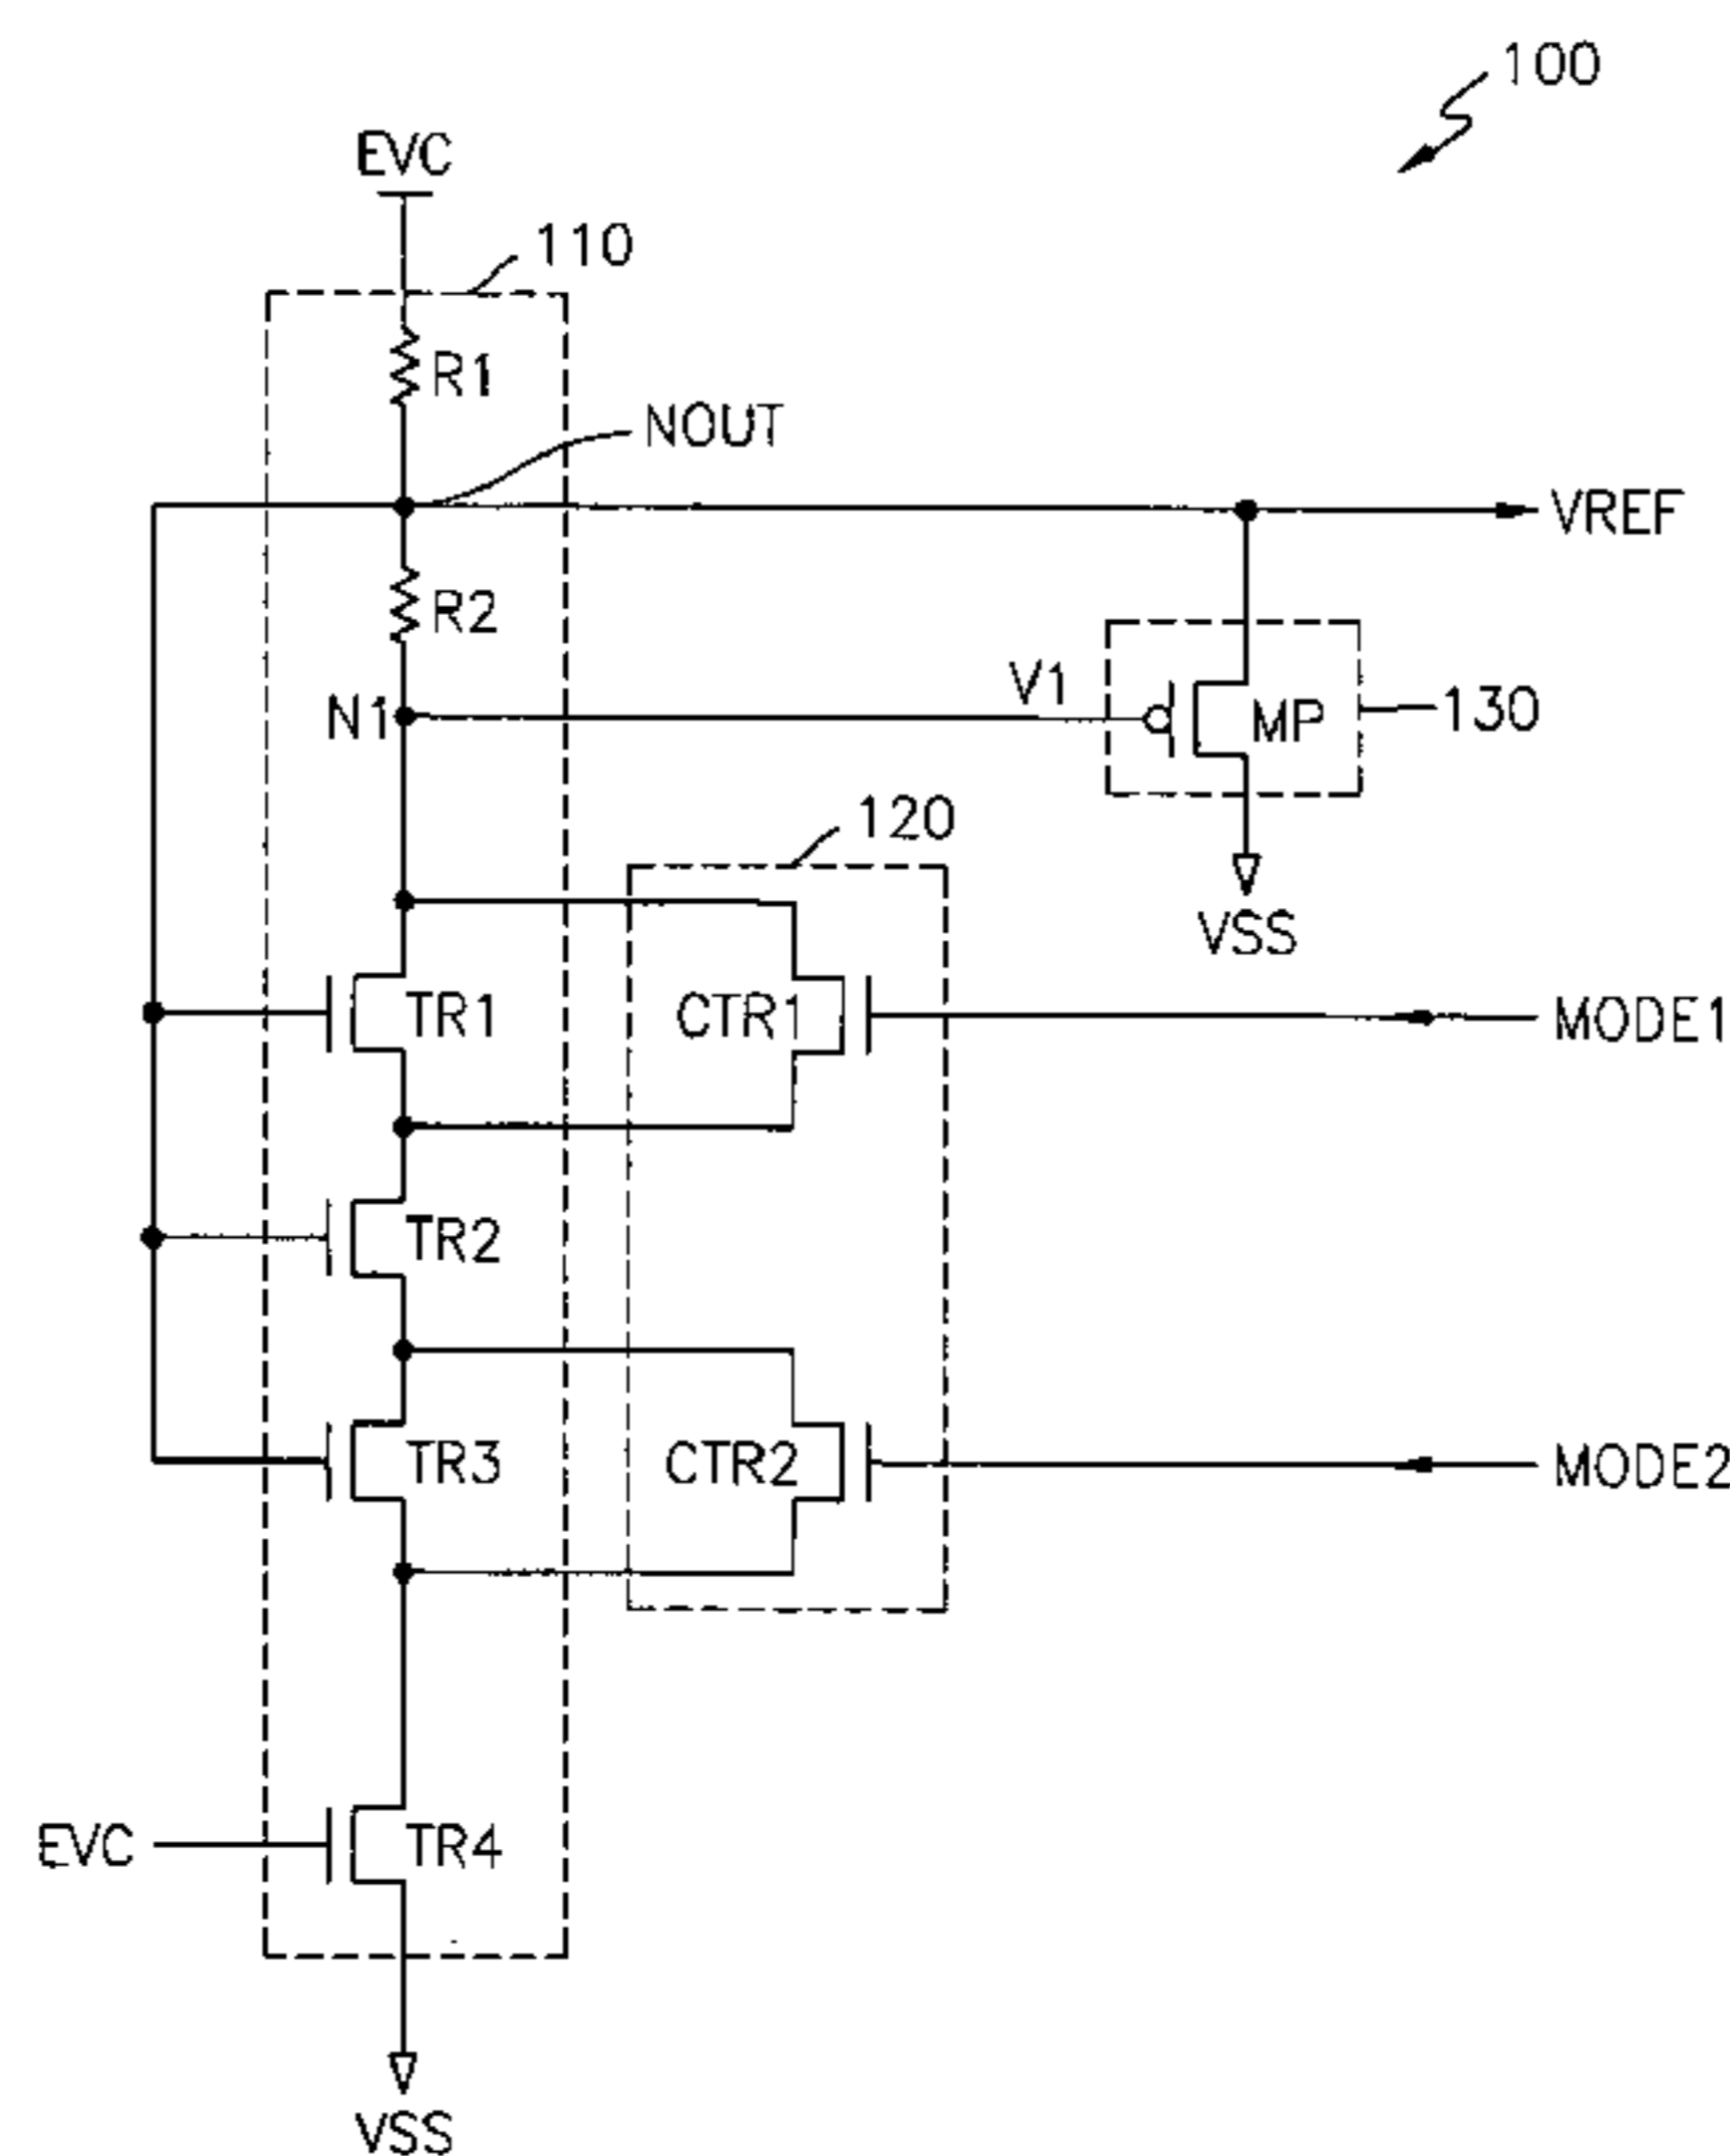 100
EVC
110
R1
NOUT
VREF
R2
V1
N1
MP
130
120
VSS
TR1
CTR1
MODE1
TR2
TR3
CTR2
MODE2
EVC
TR4
VSS